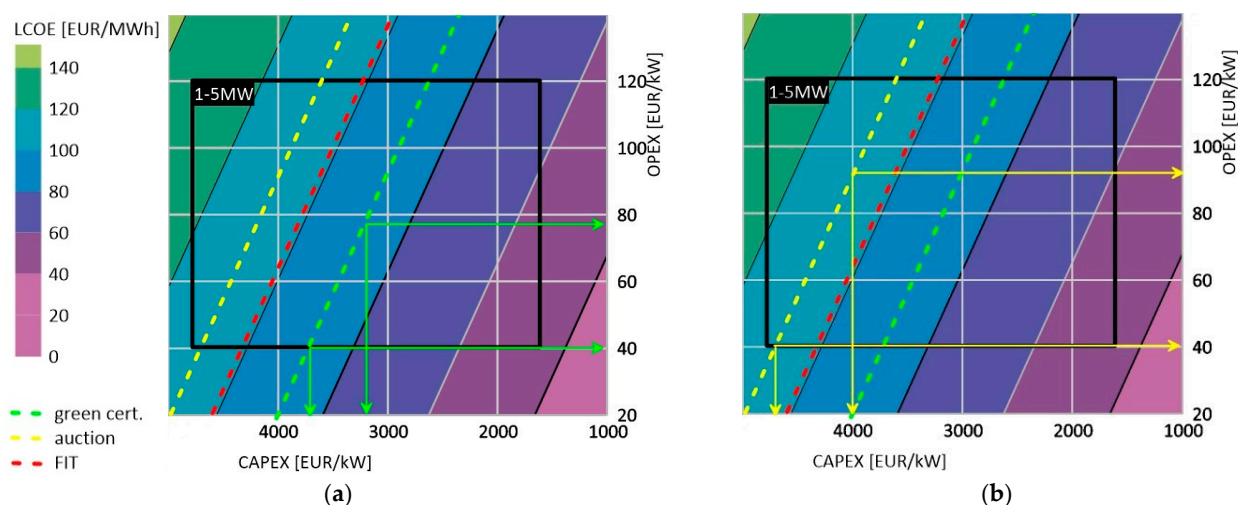 LCOE [EUR/MWh]
140
120
100
80
60
40
20
0
green cert.
auction
FIT
1-5MW
120
100
80
60
40
20
OPEX [EUR/kW]
4000 3000 2000 1000
CAPEX [EUR/kW]
(a)
1-5MW
120
100
80
60
40
20
OPEX [EUR/kW]
4000 3000 2000 1000
CAPEX [EUR/kW]
(b)